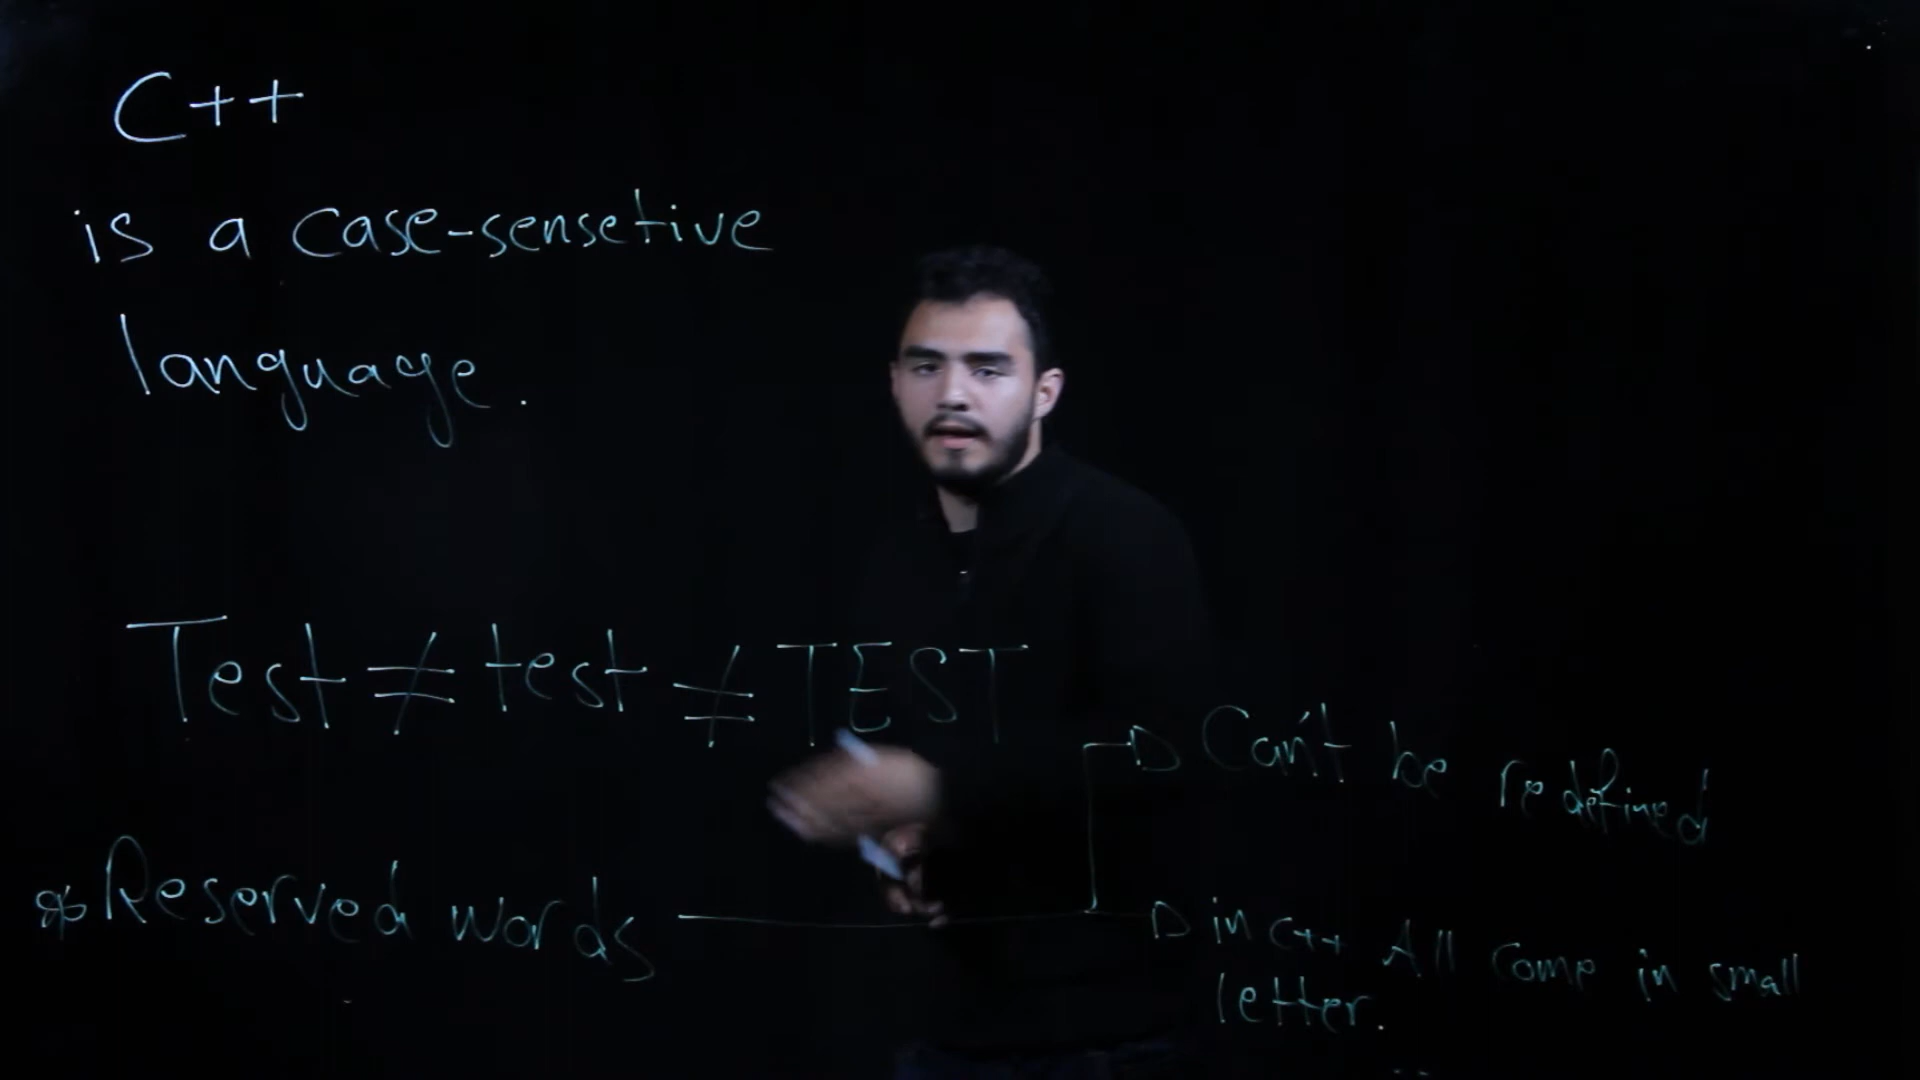 C++
is a case-sensetive
language.
Test ≠ test ≠ TEST
* Reserved words
Can't be redefined
in C++ All come in small
letter.